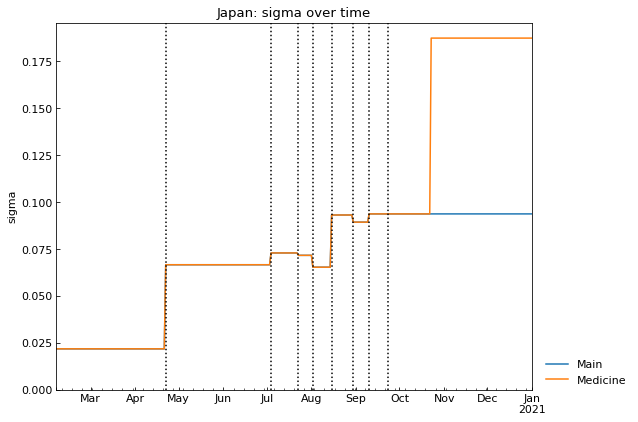 Japan: sigma over time
0.175
0.150
0.125
0.100
0.075
0.050
0.025
0.000
sigma
Mar Apr May Jun Jul Aug Sep Oct Nov Dec Jan
2021
Main
Medicine